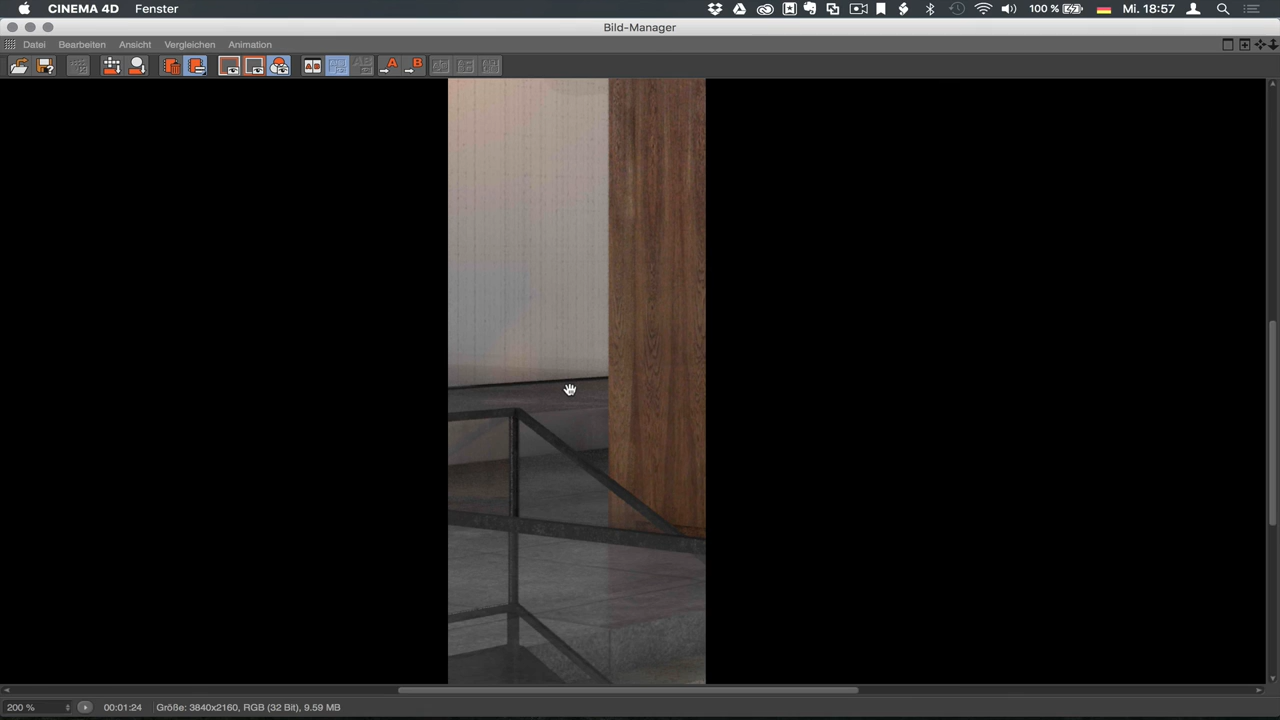 CINEMA 4D Fenster 100 % Mi. 18:57
Bild-Manager
Datei Bearbeiten Ansicht Vergleichen Animation
A B
200 % 00:01:24 Größe: 3840x2160, RGB (32 Bit), 9.59 MB